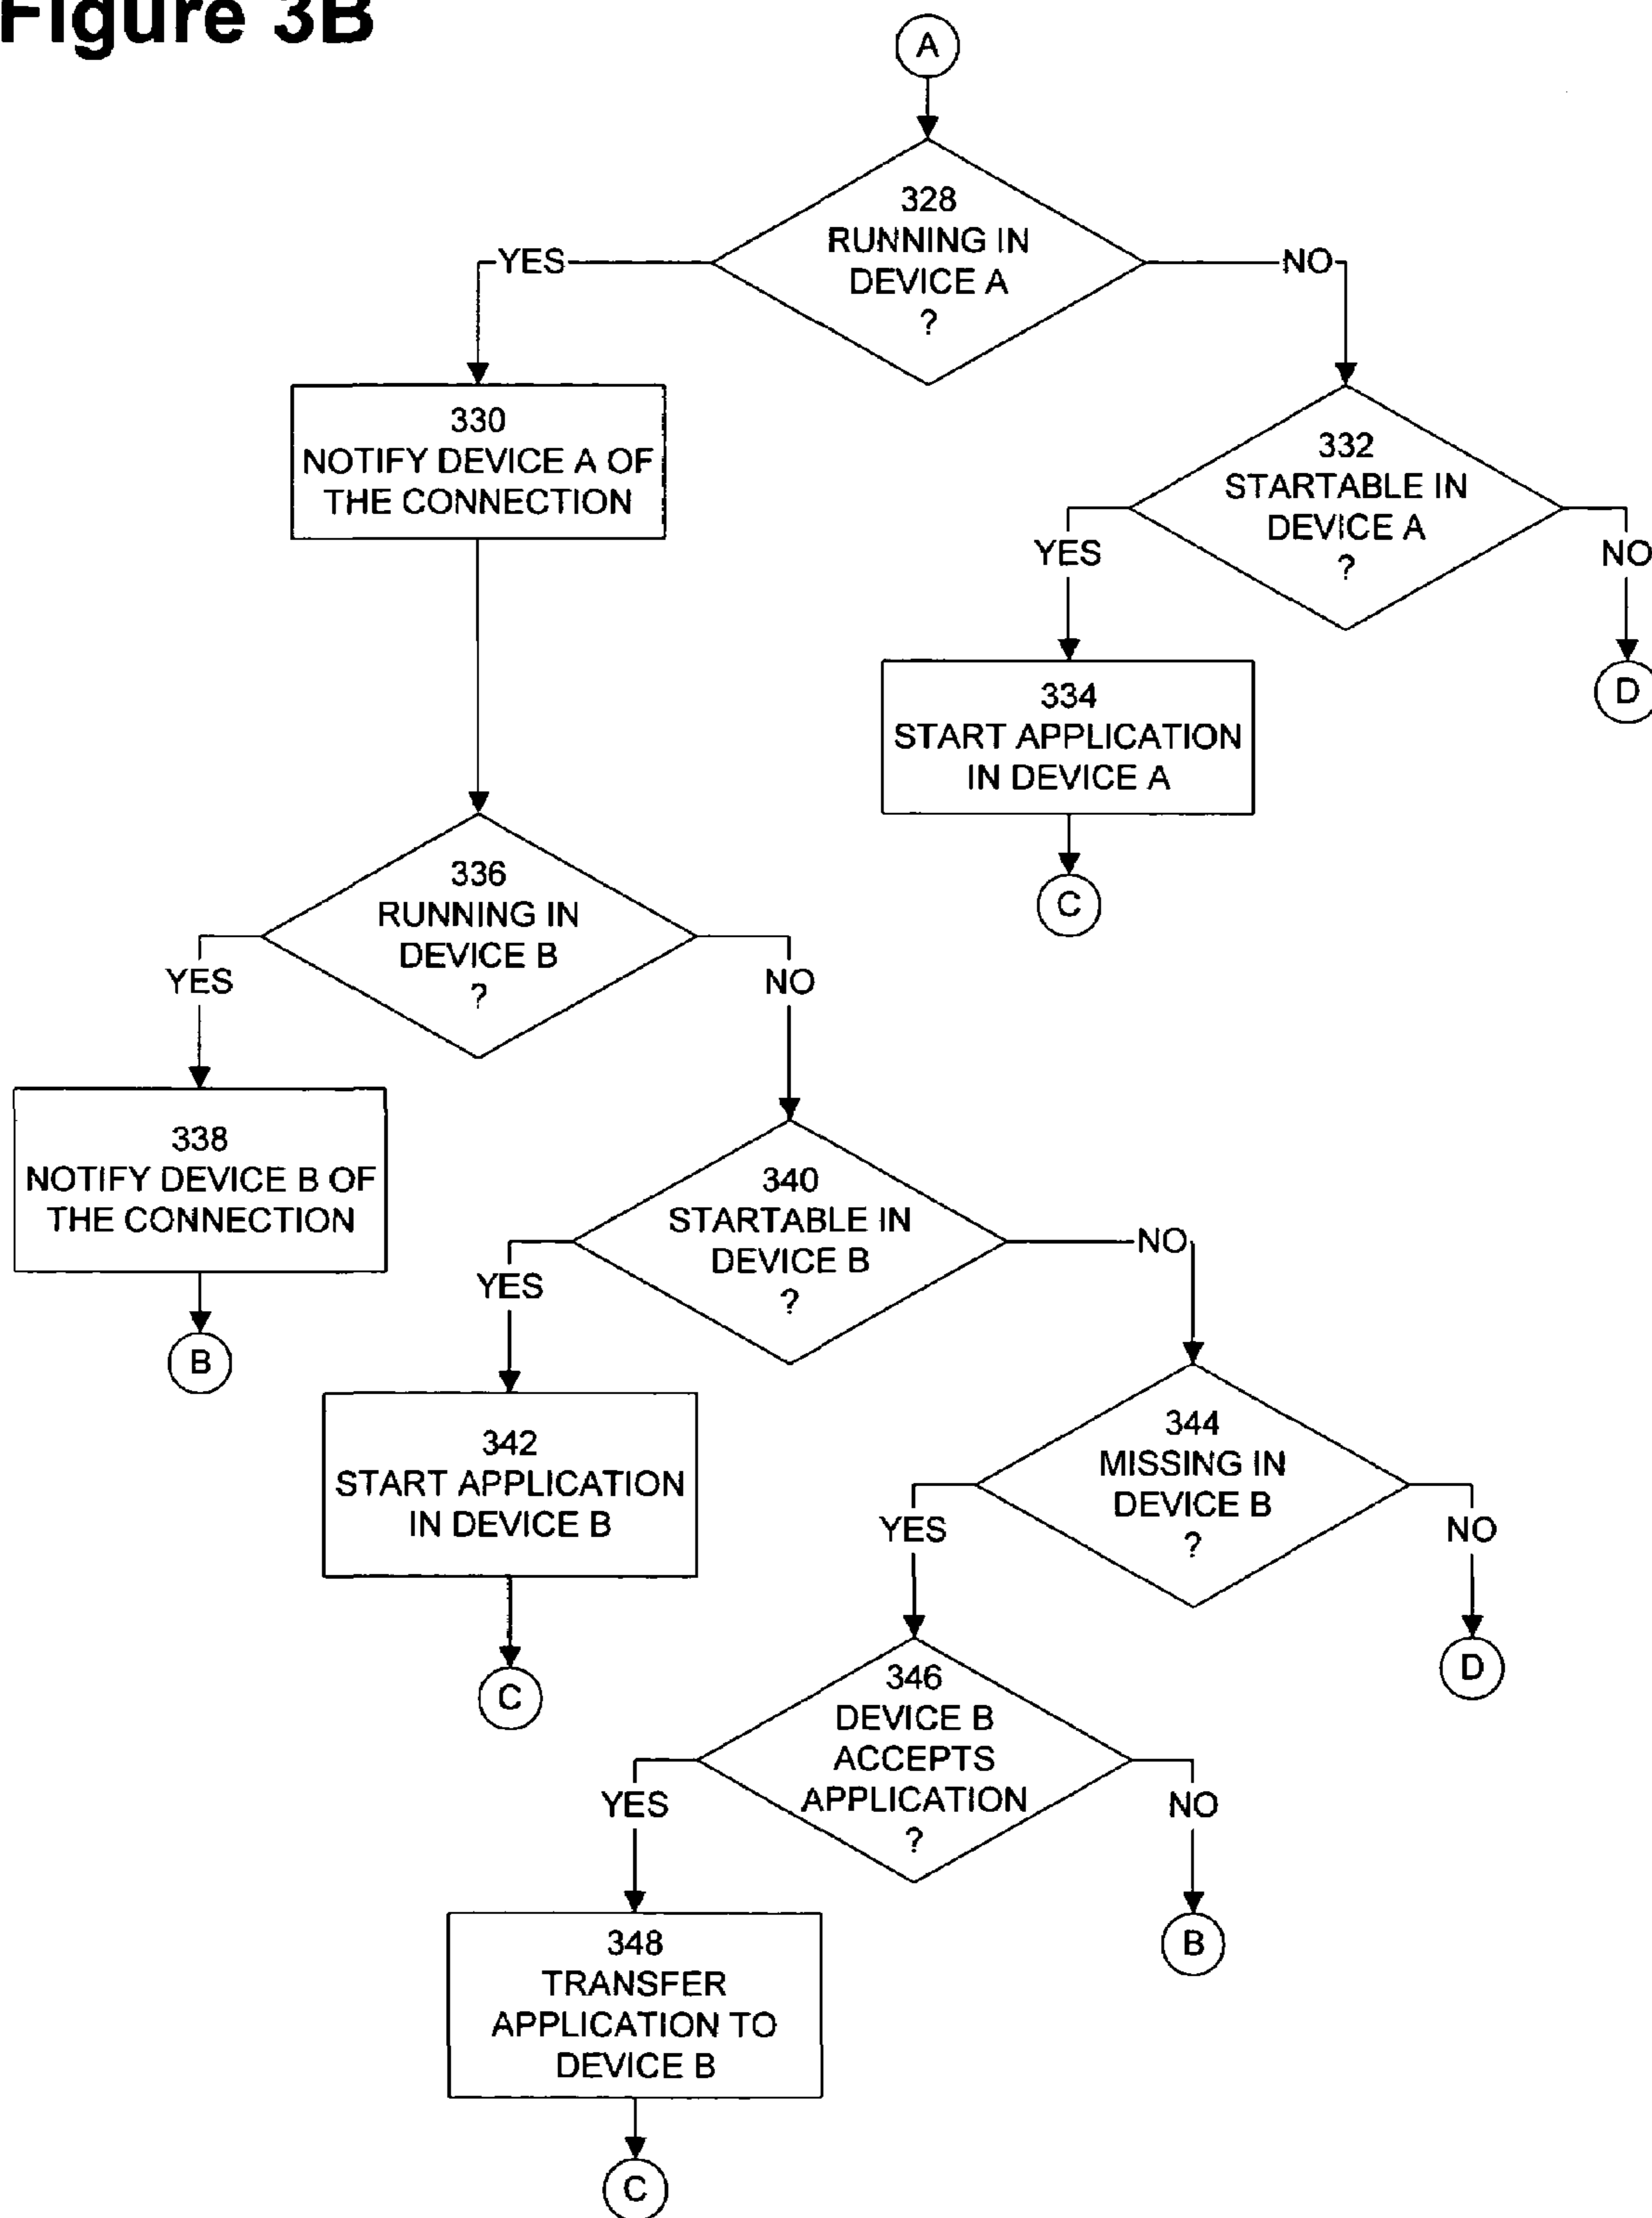 Figure 3B
A
328
RUNNING IN
DEVICE A
?
YES
NO
330
NOTIFY DEVICE A OF
THE CONNECTION
332
STARTABLE IN
DEVICE A
?
YES
NO
334
START APPLICATION
IN DEVICE A
D
C
336
RUNNING IN
DEVICE B
?
YES
NO
338
NOTIFY DEVICE B OF
THE CONNECTION
B
340
STARTABLE IN
DEVICE B
?
YES
NO
342
START APPLICATION
IN DEVICE B
C
344
MISSING IN
DEVICE B
?
YES
NO
D
346
DEVICE B
ACCEPTS
APPLICATION
?
YES
NO
B
348
TRANSFER
APPLICATION TO
DEVICE B
C